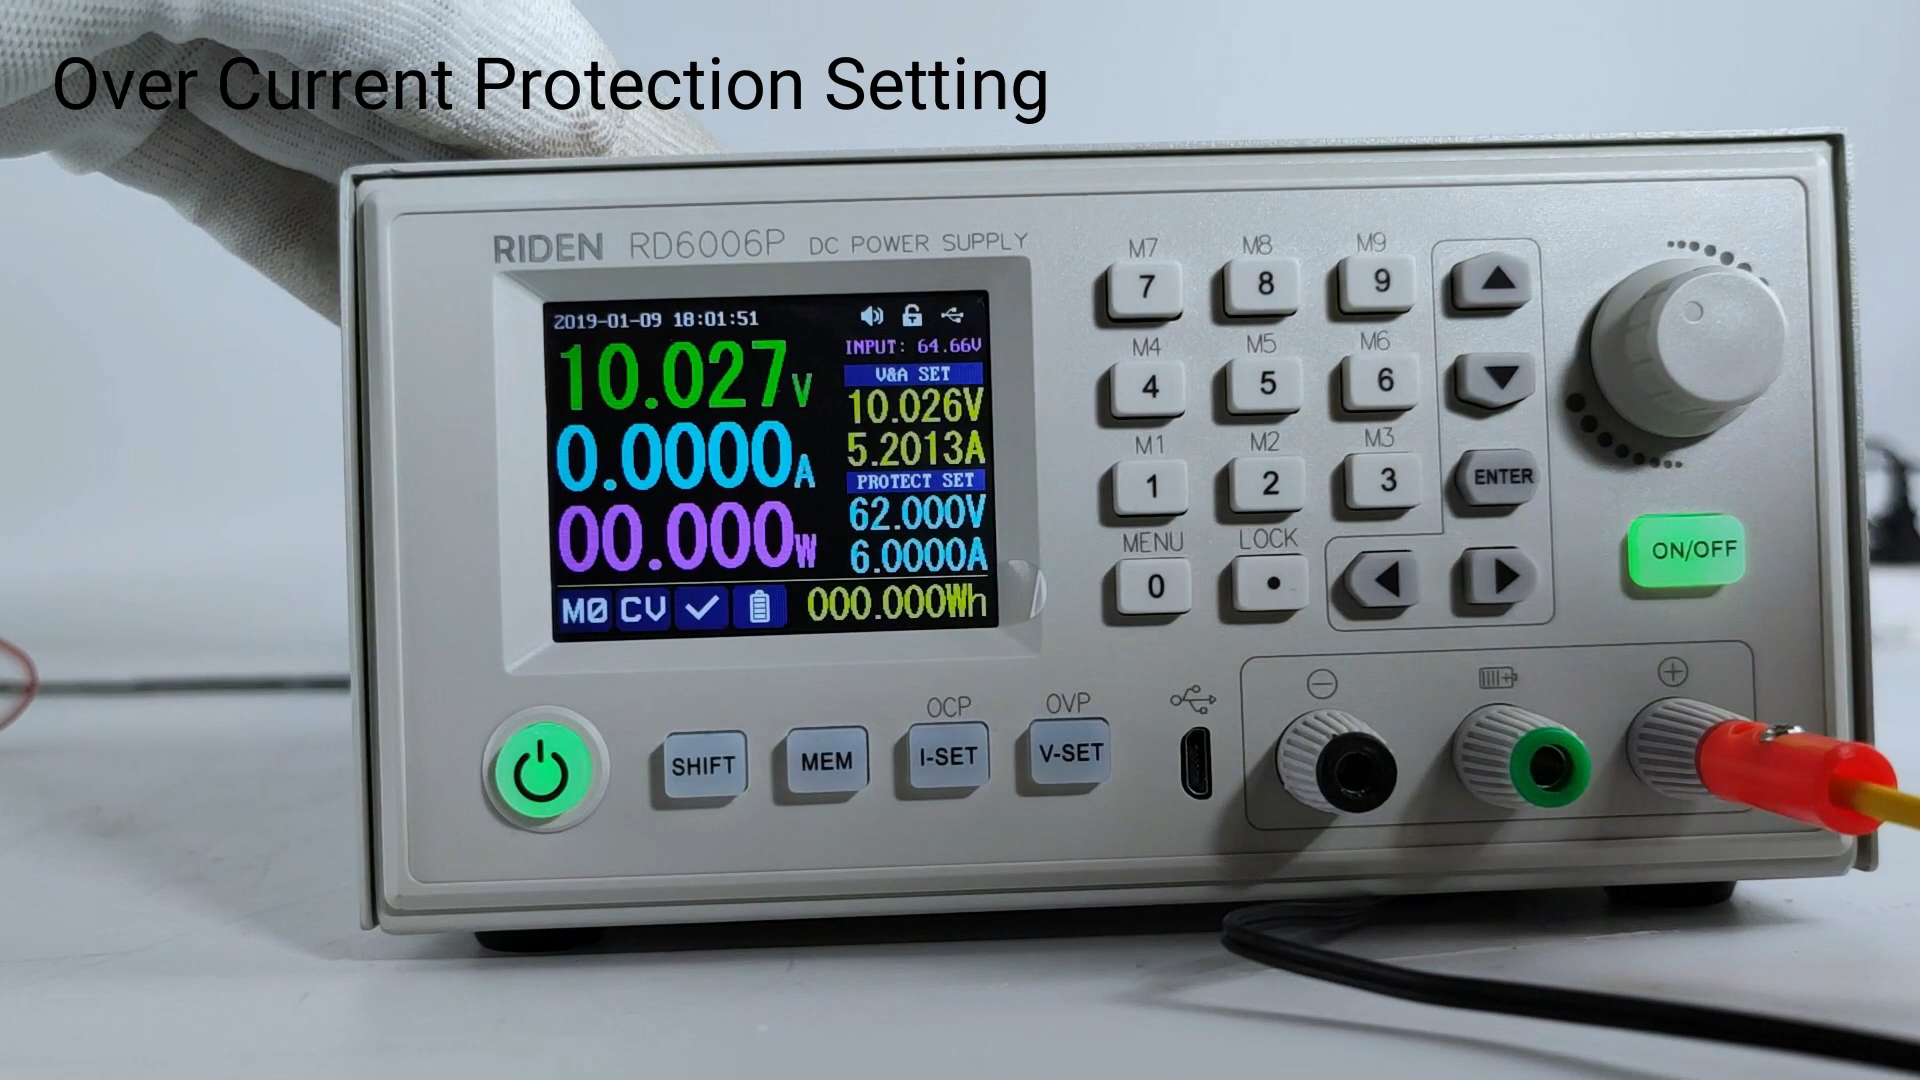 Over Current Protection Setting
RIDEN RD6006P DC POWER SUPPLY
2019-01-09 18:01:51
INPUT: 64.66V
10.027V
V&A SET
10.026V
0.0000A
5.2013A
PROTECT SET
62.000V
00.000W
6.0000A
M0 CV 000.000Wh
M7 M8 M9
7 8 9
M4 M5 M6
4 5 6
M1 M2 M3
1 2 3
ENTER
MENU LOCK
0 •
ON/OFF
OCP OVP
SHIFT MEM I-SET V-SET